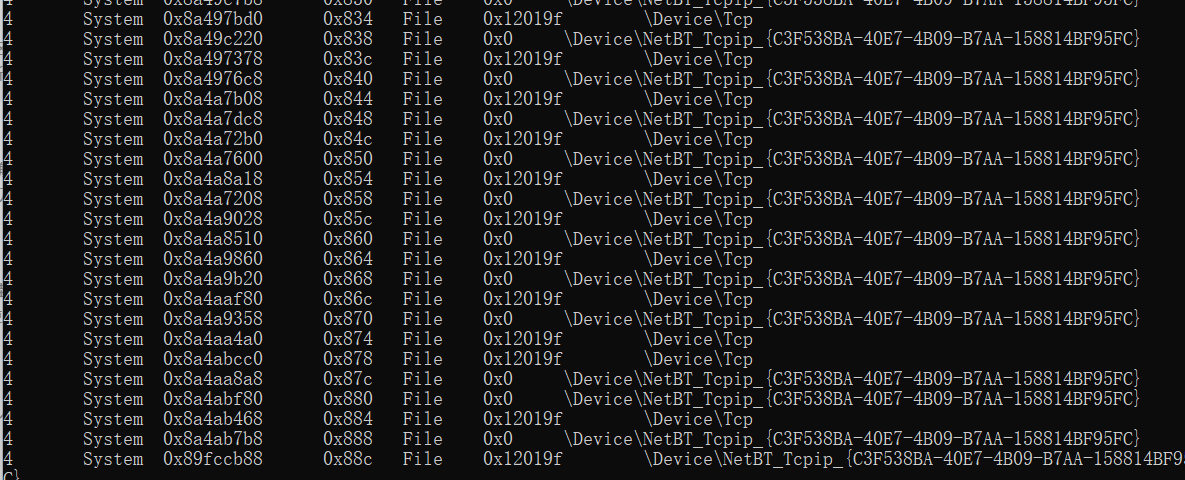 4 System 0x8a497bd0 0x834 File 0x12019f \Device\Tcp
4 System 0x8a49c220 0x838 File 0x0 \Device\NetBT_Tcpip_{C3F538BA-40E7-4B09-B7AA-158814BF95FC}
4 System 0x8a497378 0x83c File 0x12019f \Device\Tcp
4 System 0x8a4976c8 0x840 File 0x0 \Device\NetBT_Tcpip_{C3F538BA-40E7-4B09-B7AA-158814BF95FC}
4 System 0x8a4a7b08 0x844 File 0x12019f \Device\Tcp
4 System 0x8a4a7dc8 0x848 File 0x0 \Device\NetBT_Tcpip_{C3F538BA-40E7-4B09-B7AA-158814BF95FC}
4 System 0x8a4a72b0 0x84c File 0x12019f \Device\Tcp
4 System 0x8a4a7600 0x850 File 0x0 \Device\NetBT_Tcpip_{C3F538BA-40E7-4B09-B7AA-158814BF95FC}
4 System 0x8a4a8a18 0x854 File 0x12019f \Device\Tcp
4 System 0x8a4a7208 0x858 File 0x0 \Device\NetBT_Tcpip_{C3F538BA-40E7-4B09-B7AA-158814BF95FC}
4 System 0x8a4a9028 0x85c File 0x12019f \Device\Tcp
4 System 0x8a4a8510 0x860 File 0x0 \Device\NetBT_Tcpip_{C3F538BA-40E7-4B09-B7AA-158814BF95FC}
4 System 0x8a4a9860 0x864 File 0x12019f \Device\Tcp
4 System 0x8a4a9b20 0x868 File 0x0 \Device\NetBT_Tcpip_{C3F538BA-40E7-4B09-B7AA-158814BF95FC}
4 System 0x8a4aaf80 0x86c File 0x12019f \Device\Tcp
4 System 0x8a4a9358 0x870 File 0x0 \Device\NetBT_Tcpip_{C3F538BA-40E7-4B09-B7AA-158814BF95FC}
4 System 0x8a4aa4a0 0x874 File 0x12019f \Device\Tcp
4 System 0x8a4abcc0 0x878 File 0x12019f \Device\Tcp
4 System 0x8a4aa8a8 0x87c File 0x0 \Device\NetBT_Tcpip_{C3F538BA-40E7-4B09-B7AA-158814BF95FC}
4 System 0x8a4abf80 0x880 File 0x0 \Device\NetBT_Tcpip_{C3F538BA-40E7-4B09-B7AA-158814BF95FC}
4 System 0x8a4ab468 0x884 File 0x12019f \Device\Tcp
4 System 0x8a4ab7b8 0x888 File 0x0 \Device\NetBT_Tcpip_{C3F538BA-40E7-4B09-B7AA-158814BF95FC}
4 System 0x89fccb88 0x88c File 0x12019f \Device\NetBT_Tcpip_{C3F538BA-40E7-4B09-B7AA-158814BF9